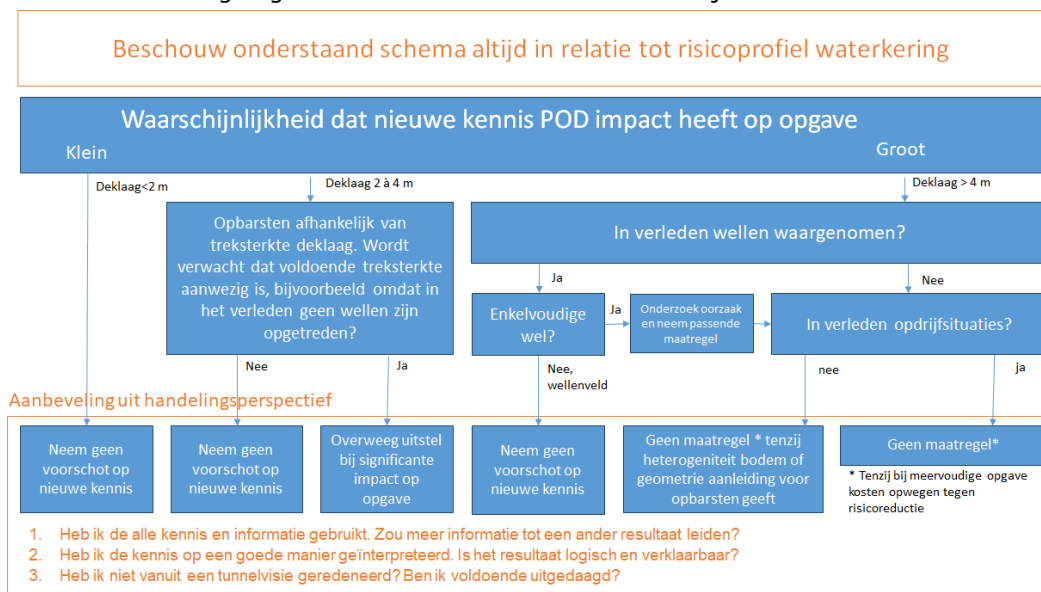 Beschouw onderstaand schema altijd in relatie tot risicoprofiel waterkering
Waarschijnlijkheid dat nieuwe kennis POD impact heeft op opgave
Klein
Groot
Deklaag<2 m
Deklaag 2 à 4 m
Deklaag > 4 m
Opbarsten afhankelijk van
treksterkte deklaag. Wordt
verwacht dat voldoende treksterkte
aanwezig is, bijvoorbeeld omdat in
het verleden geen wellen zijn
opgetreden?
In verleden wellen waargenomen?
Ja
Nee
Enkelvoudige
wel?
Ja
Onderzoek oorzaak
en neem passende
maatregel
In verleden opdrijfsituaties?
Nee
Ja
Nee,
wellenveld
nee
ja
Aanbeveling uit handelingsperspectief
Neem geen
voorschot op
nieuwe kennis
Neem geen
voorschot op
nieuwe kennis
Overweeg uitstel
bij significante
impact op
opgave
Neem geen
voorschot op
nieuwe kennis
Geen maatregel * tenzij
heterogeniteit bodem of
geometrie aanleiding voor
opbarsten geeft
Geen maatregel*
* Tenzij bij meervoudige opgave
kosten opwegen tegen
risicoreductie
1. Heb ik de alle kennis en informatie gebruikt. Zou meer informatie tot een ander resultaat leiden?
2. Heb ik de kennis op een goede manier geïnterpreteerd. Is het resultaat logisch en verklaarbaar?
3. Heb ik niet vanuit een tunnelvisie geredeneerd? Ben ik voldoende uitgedaagd?